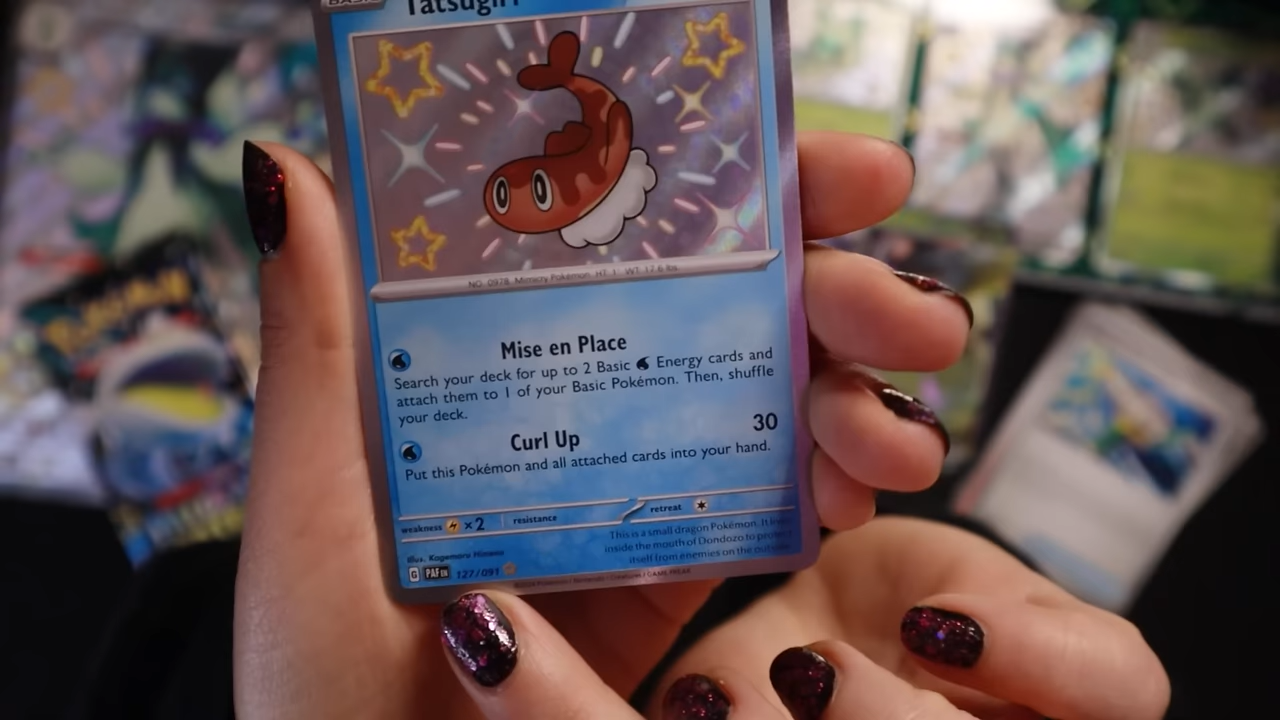 BASIC
Tatsugiri
NO. 0978 Mimicry Pokémon HT: 1' WT: 17.6 lbs.
Mise en Place
Search your deck for up to 2 Basic Energy cards and
attach them to 1 of your Basic Pokémon. Then, shuffle
your deck.
Curl Up 30
Put this Pokémon and all attached cards into your hand.
weakness ×2 resistance retreat
This is a small dragon Pokémon. It lives
inside the mouth of Dondozo to protect
itself from enemies on the outside.
Illus. Kagemaru Himeno
G PAF EN 127/091
POKÉMON